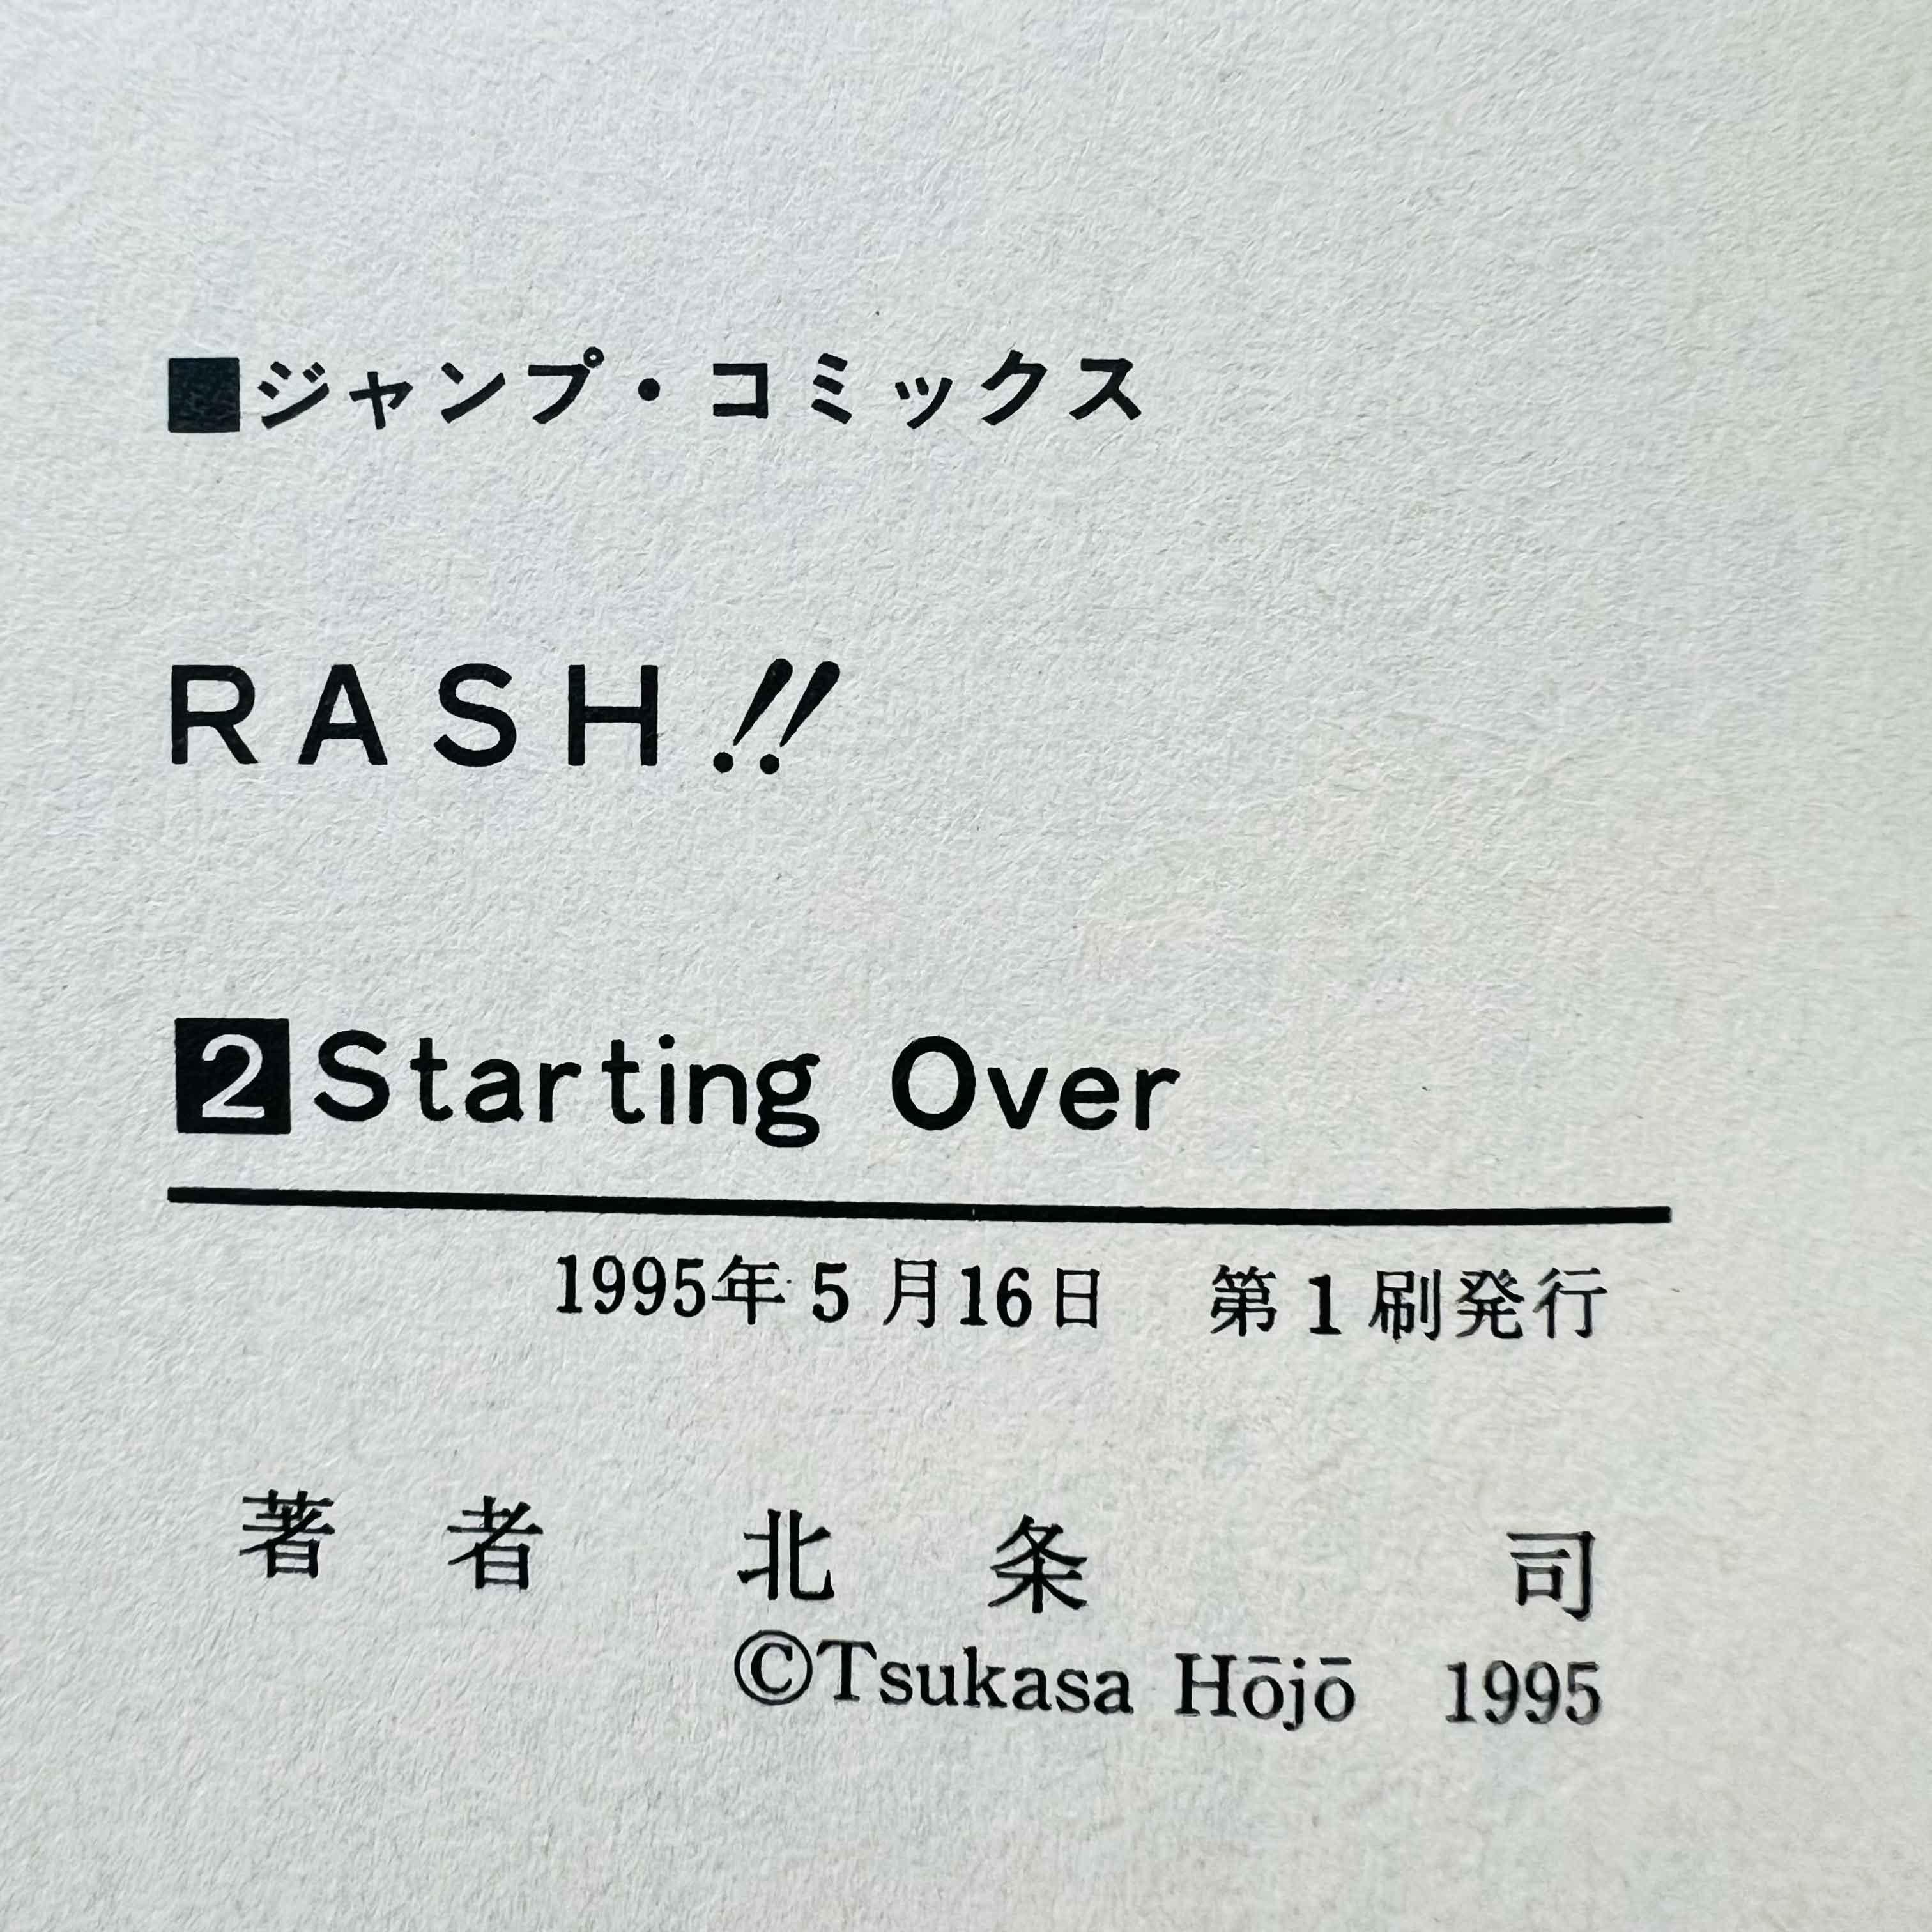 ■ジャンプ・コミックス
RASH!!
2 Starting Over
1995年5月16日　第1刷発行
著者　北条　司
©Tsukasa Hōjō 1995